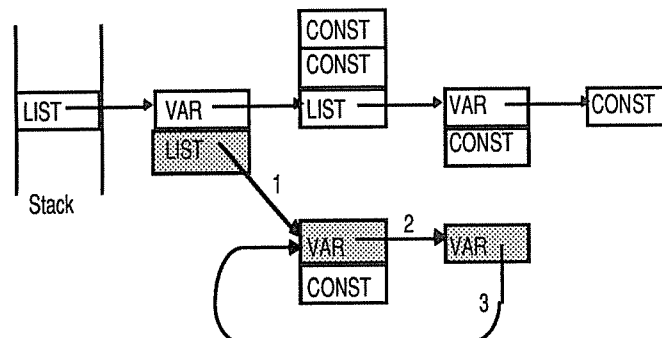 CONST
CONST
LIST
VAR
LIST
VAR
CONST
LIST
CONST
Stack
1
2
VAR
VAR
CONST
3